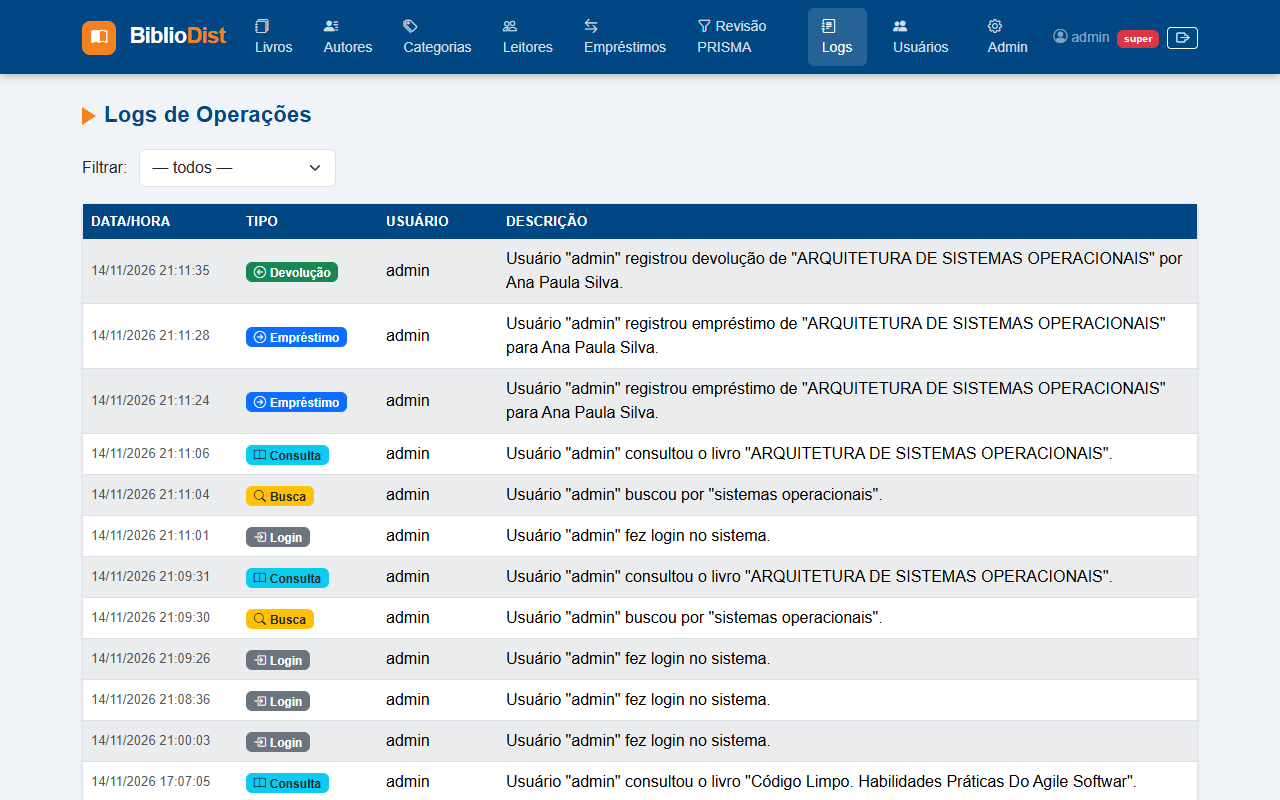 BiblioDist
Livros
Autores
Categorias
Leitores
Empréstimos
Revisão
PRISMA
Logs
Usuários
Admin
admin
super
Logs de Operações
Filtrar:
— todos —
DATA/HORA TIPO USUÁRIO DESCRIÇÃO
14/11/2026 21:11:35 Devolução admin Usuário "admin" registrou devolução de "ARQUITETURA DE SISTEMAS OPERACIONAIS" por
Ana Paula Silva.
14/11/2026 21:11:28 Empréstimo admin Usuário "admin" registrou empréstimo de "ARQUITETURA DE SISTEMAS OPERACIONAIS"
para Ana Paula Silva.
14/11/2026 21:11:24 Empréstimo admin Usuário "admin" registrou empréstimo de "ARQUITETURA DE SISTEMAS OPERACIONAIS"
para Ana Paula Silva.
14/11/2026 21:11:06 Consulta admin Usuário "admin" consultou o livro "ARQUITETURA DE SISTEMAS OPERACIONAIS".
14/11/2026 21:11:04 Busca admin Usuário "admin" buscou por "sistemas operacionais".
14/11/2026 21:11:01 Login admin Usuário "admin" fez login no sistema.
14/11/2026 21:09:31 Consulta admin Usuário "admin" consultou o livro "ARQUITETURA DE SISTEMAS OPERACIONAIS".
14/11/2026 21:09:30 Busca admin Usuário "admin" buscou por "sistemas operacionais".
14/11/2026 21:09:26 Login admin Usuário "admin" fez login no sistema.
14/11/2026 21:08:36 Login admin Usuário "admin" fez login no sistema.
14/11/2026 21:00:03 Login admin Usuário "admin" fez login no sistema.
14/11/2026 17:07:05 Consulta admin Usuário "admin" consultou o livro "Código Limpo. Habilidades Práticas Do Agile Softwar".